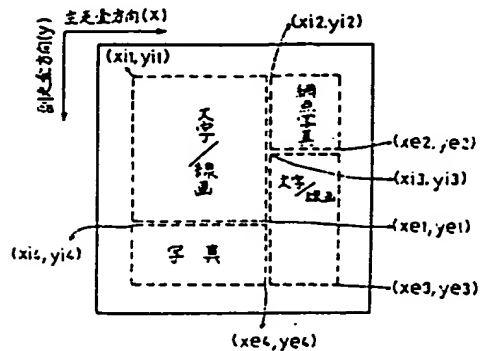 主走査方向(x)
副走査方向(y)
(xi1,yi1)
(xi2,yi2)
文字/線画
網点写真
(xe2,ye2)
(xi3,yi3)
文字/線画
(xe1,ye1)
(xi4,yi4)
写真
(xe3,ye3)
(xe4,ye4)